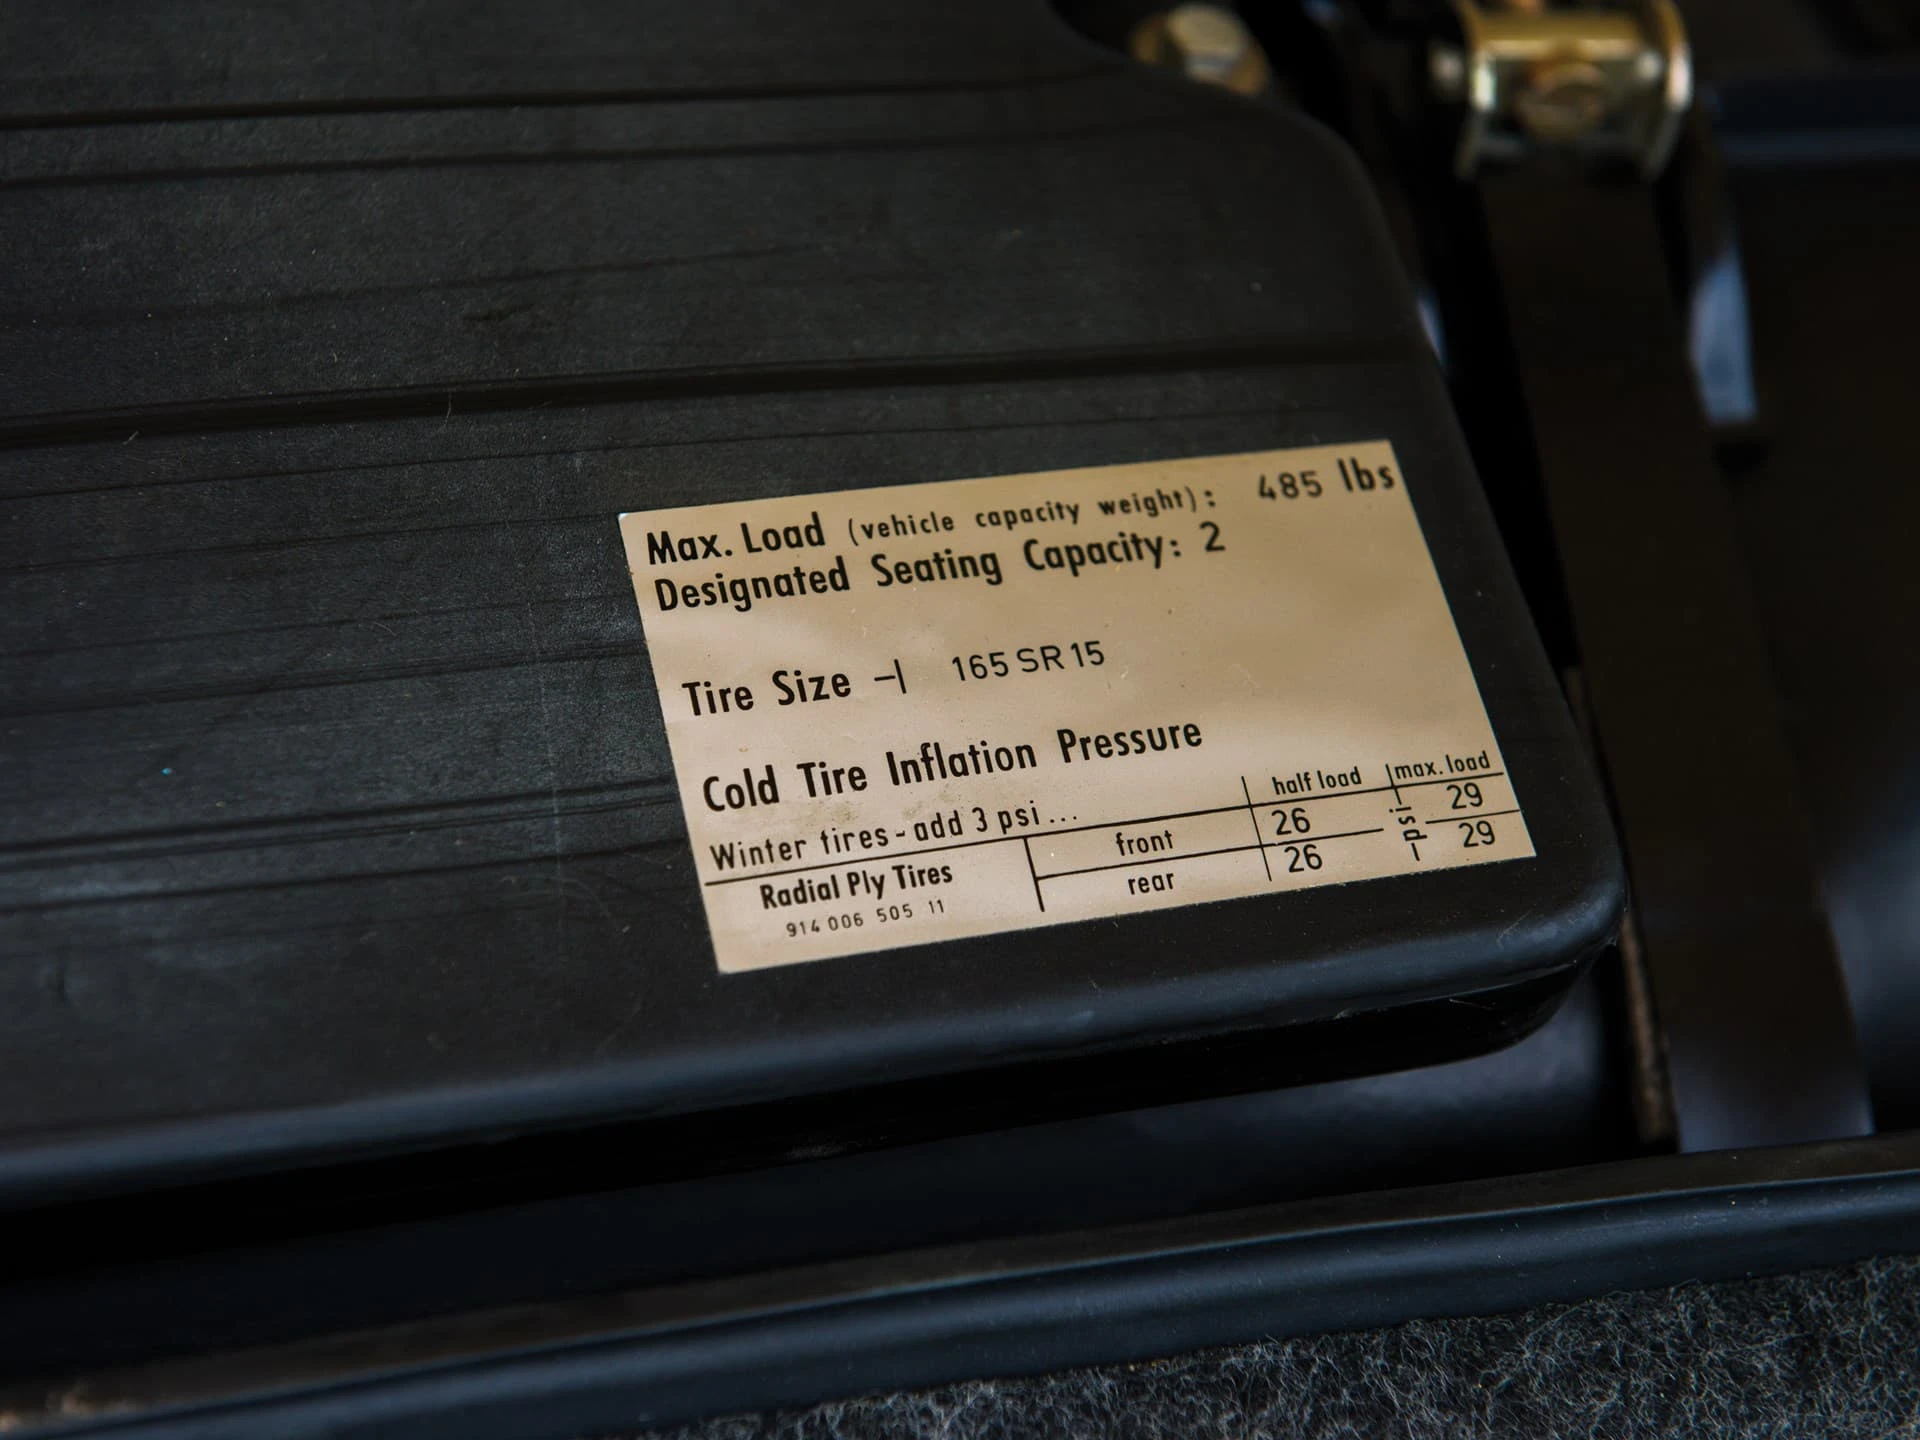 Max. Load (vehicle capacity weight): 485 lbs
Designated Seating Capacity: 2
Tire Size ⊣ 165 SR 15
Cold Tire Inflation Pressure
half load max. load
Winter tires - add 3 psi ...
front 26 psi 29
Radial Ply Tires
rear 26 29
914 006 505 11